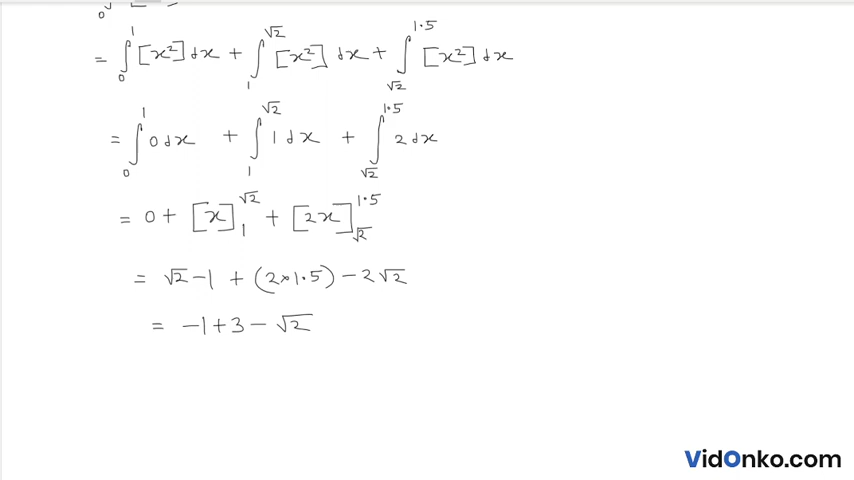 = ∫₀¹ [x²] dx + ∫₁^√2 [x²] dx + ∫_√2^1.5 [x²] dx
= ∫₀¹ 0 dx + ∫₁^√2 1 dx + ∫_√2^1.5 2 dx
= 0 + [x]₁^√2 + [2x]_√2^1.5
= √2 - 1 + (2×1.5) - 2√2
= -1 + 3 - √2
VidOnko.com